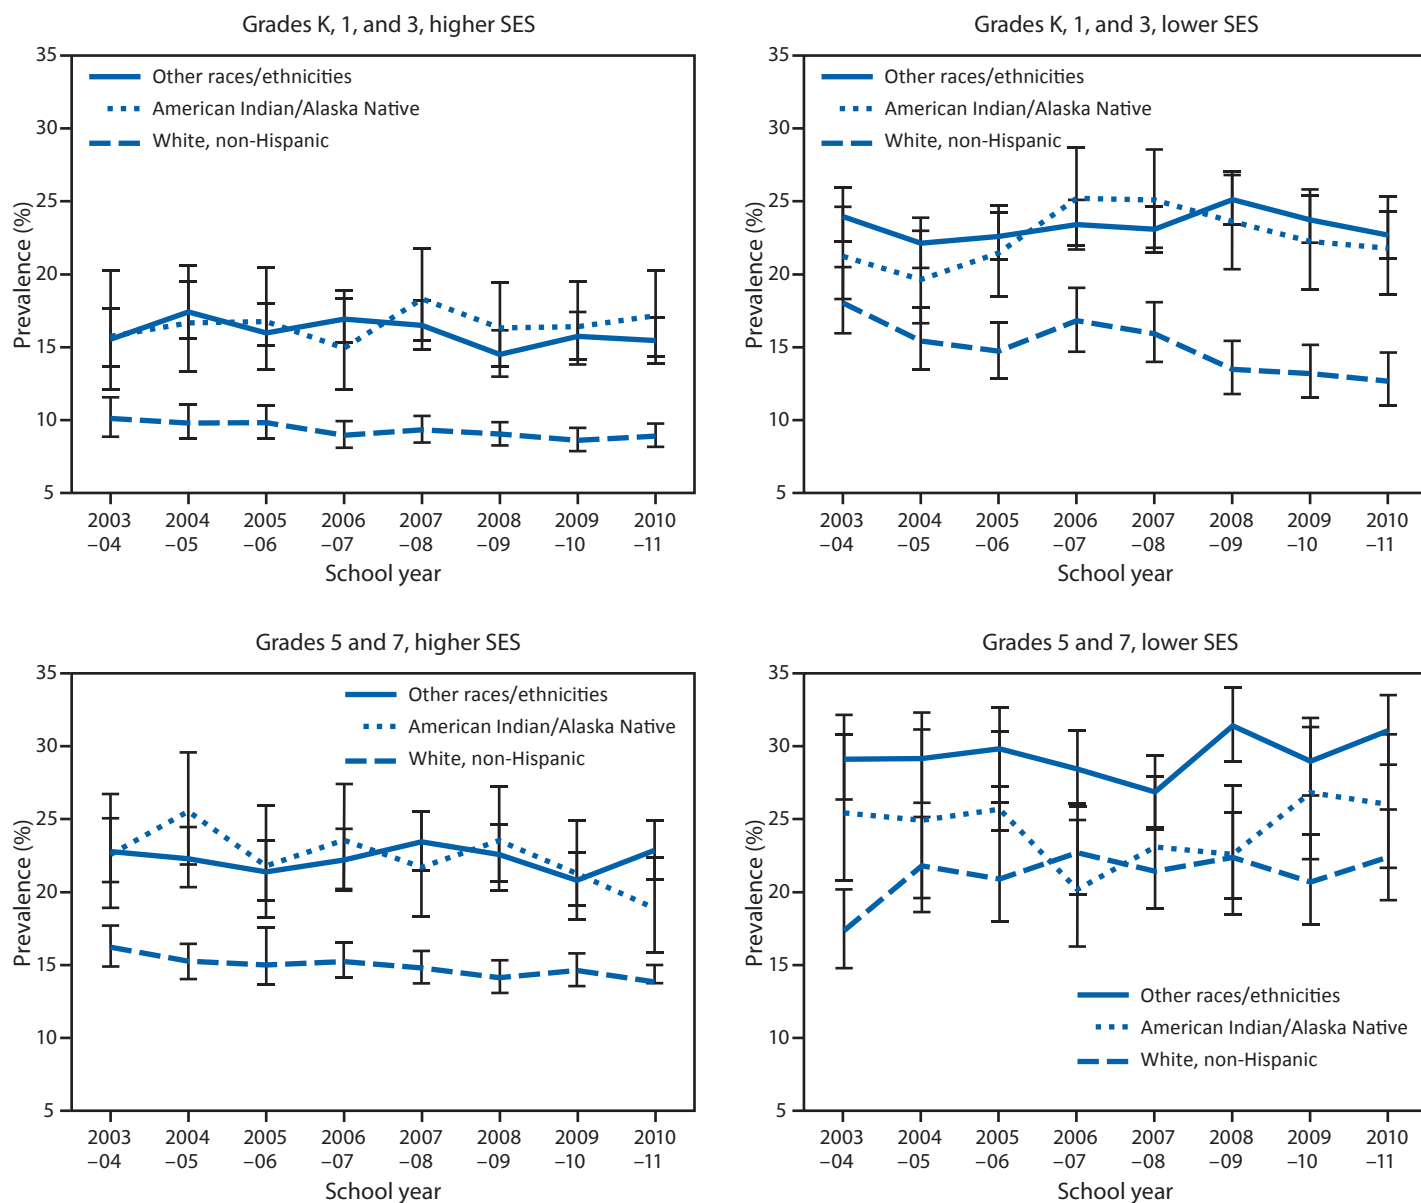 Grades K, 1, and 3, higher SES
35
30
25
20
15
10
5
Prevalence (%)
Other races/ethnicities
American Indian/Alaska Native
White, non-Hispanic
2003 2004 2005 2006 2007 2008 2009 2010
–04 –05 –06 –07 –08 –09 –10 –11
School year
Grades K, 1, and 3, lower SES
35
30
25
20
15
10
5
Prevalence (%)
Other races/ethnicities
American Indian/Alaska Native
White, non-Hispanic
2003 2004 2005 2006 2007 2008 2009 2010
–04 –05 –06 –07 –08 –09 –10 –11
School year
Grades 5 and 7, higher SES
35
30
25
20
15
10
5
Prevalence (%)
Other races/ethnicities
American Indian/Alaska Native
White, non-Hispanic
2003 2004 2005 2006 2007 2008 2009 2010
–04 –05 –06 –07 –08 –09 –10 –11
School year
Grades 5 and 7, lower SES
35
30
25
20
15
10
5
Prevalence (%)
Other races/ethnicities
American Indian/Alaska Native
White, non-Hispanic
2003 2004 2005 2006 2007 2008 2009 2010
–04 –05 –06 –07 –08 –09 –10 –11
School year